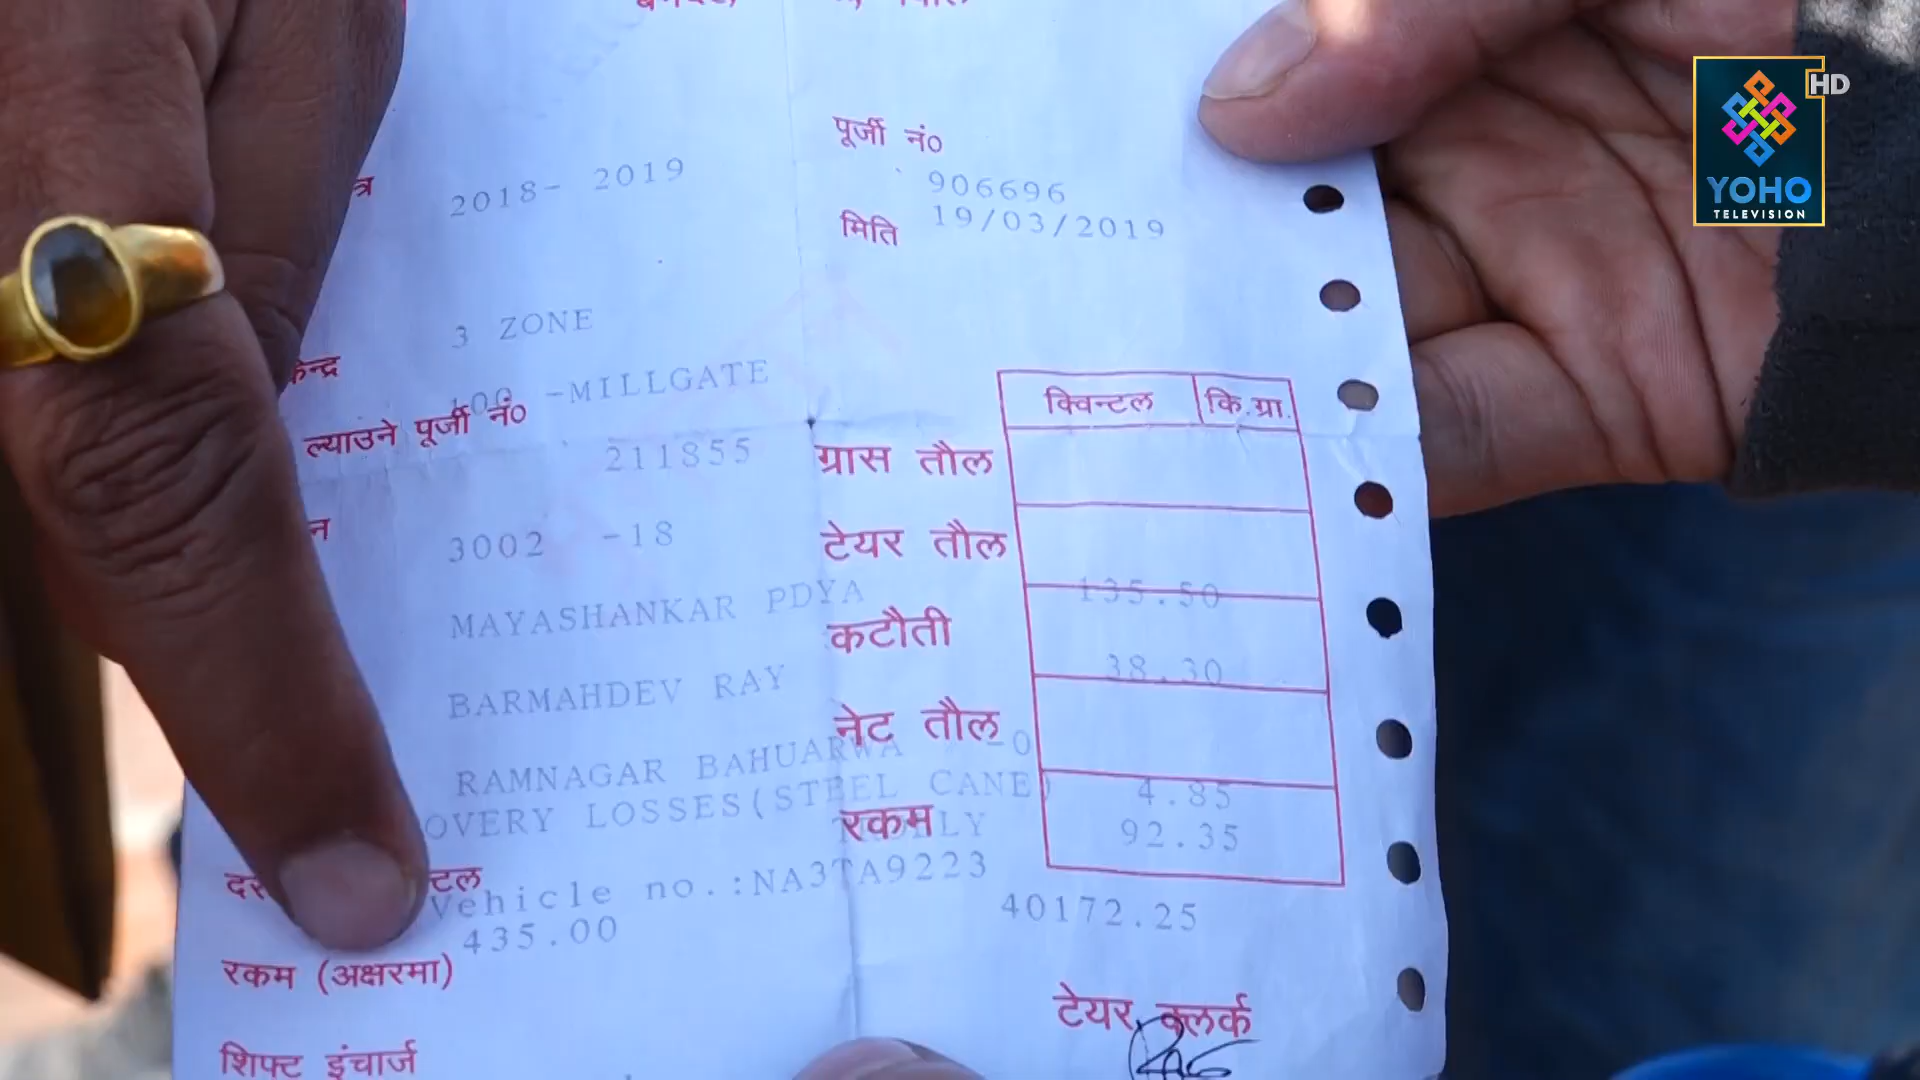 पूर्जी नं०
2018- 2019
906696
मिति 19/03/2019
3 ZONE
केन्द्र
-MILLGATE
ल्याउने पूर्जी नं०
211855
क्विन्टल कि.ग्रा.
ग्रास तौल
3002 -18
टेयर तौल
135.50
MAYASHANKAR PDYA
कटौती
38.30
BARMAHDEV RAY
नेट तौल
RAMNAGAR BAHUARWA -0
4.85
OVERY LOSSES(STEEL CANE)
रकम
92.35
Vehicle no.:NA3TA9223
435.00
40172.25
रकम (अक्षरमा)
टेयर क्लर्क
शिफ्ट इंचार्ज
HD
YOHO
TELEVISION